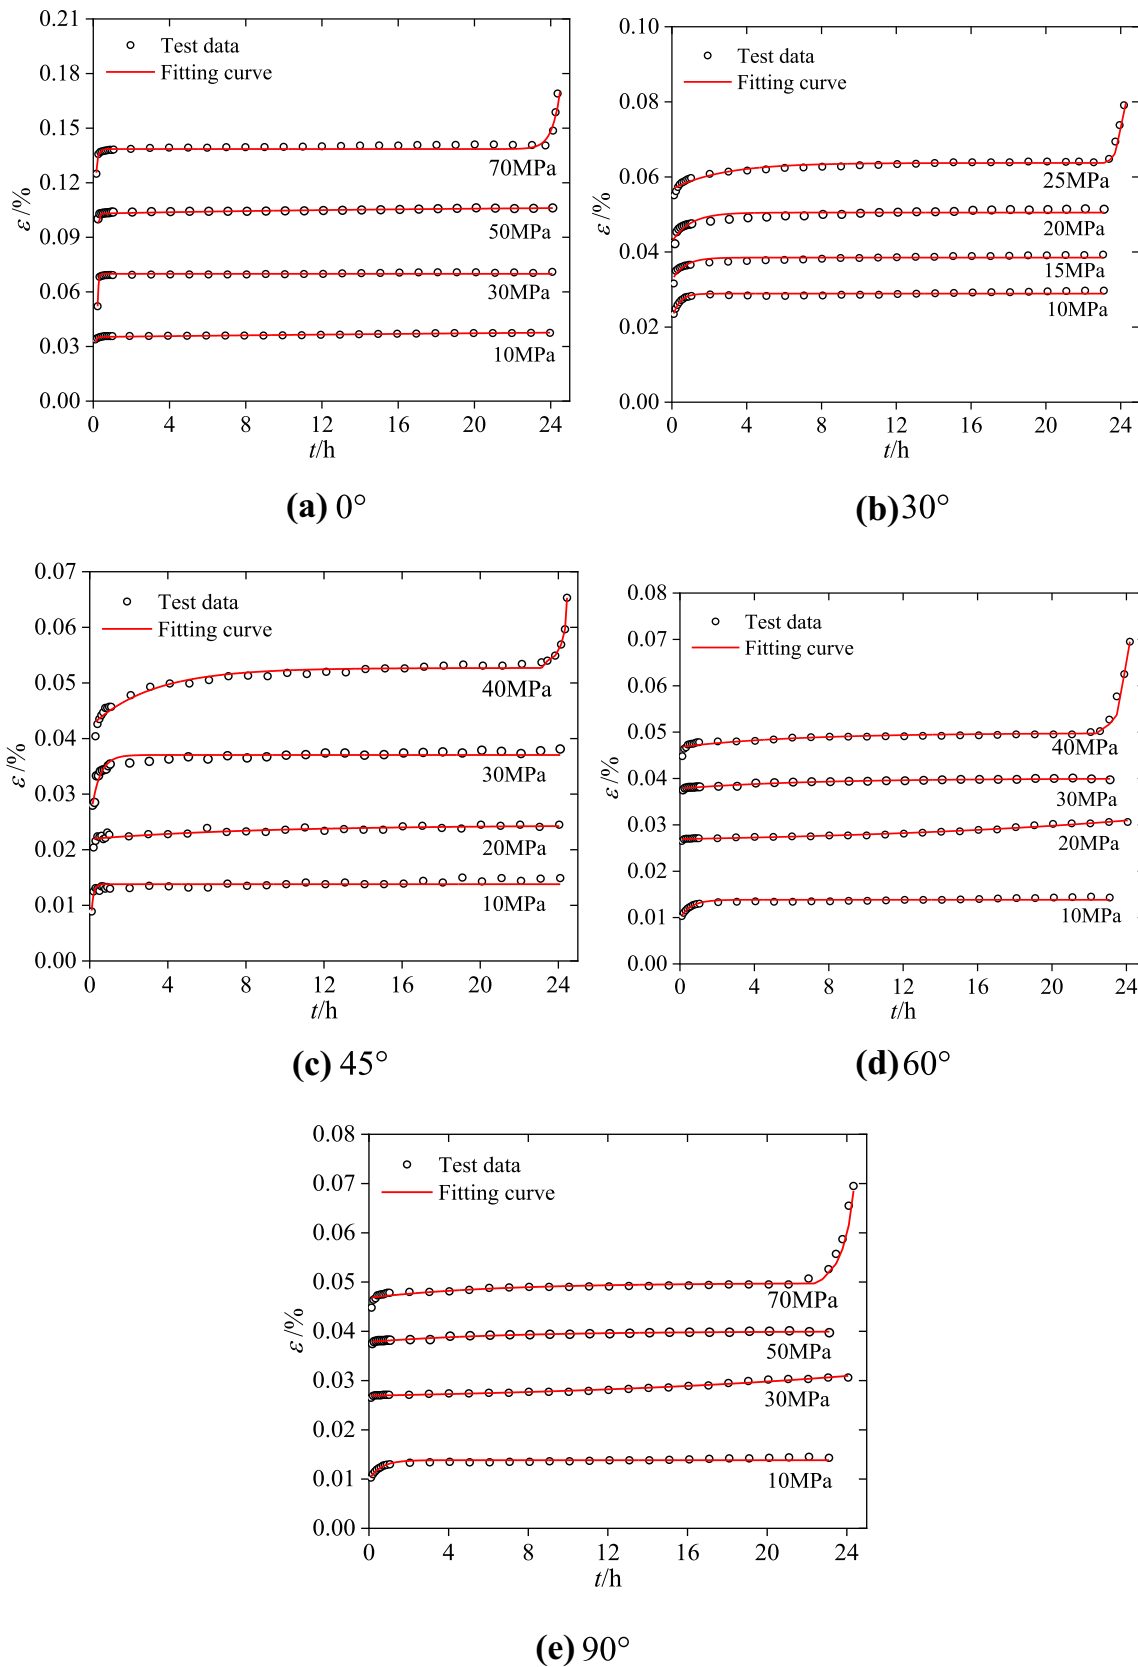 0.21
0.18
0.15
0.12
0.09
0.06
0.03
0.00
ε/%
Test data
Fitting curve
70MPa
50MPa
30MPa
10MPa
0 4 8 12 16 20 24
t/h
(a) 0°
0.10
0.08
0.06
0.04
0.02
0.00
ε/%
Test data
Fitting curve
25MPa
20MPa
15MPa
10MPa
0 4 8 12 16 20 24
t/h
(b) 30°
0.07
0.06
0.05
0.04
0.03
0.02
0.01
0.00
ε/%
Test data
Fitting curve
40MPa
30MPa
20MPa
10MPa
0 4 8 12 16 20 24
t/h
(c) 45°
0.08
0.07
0.06
0.05
0.04
0.03
0.02
0.01
0.00
ε/%
Test data
Fitting curve
40MPa
30MPa
20MPa
10MPa
0 4 8 12 16 20 24
t/h
(d) 60°
0.08
0.07
0.06
0.05
0.04
0.03
0.02
0.01
0.00
ε/%
Test data
Fitting curve
70MPa
50MPa
30MPa
10MPa
0 4 8 12 16 20 24
t/h
(e) 90°